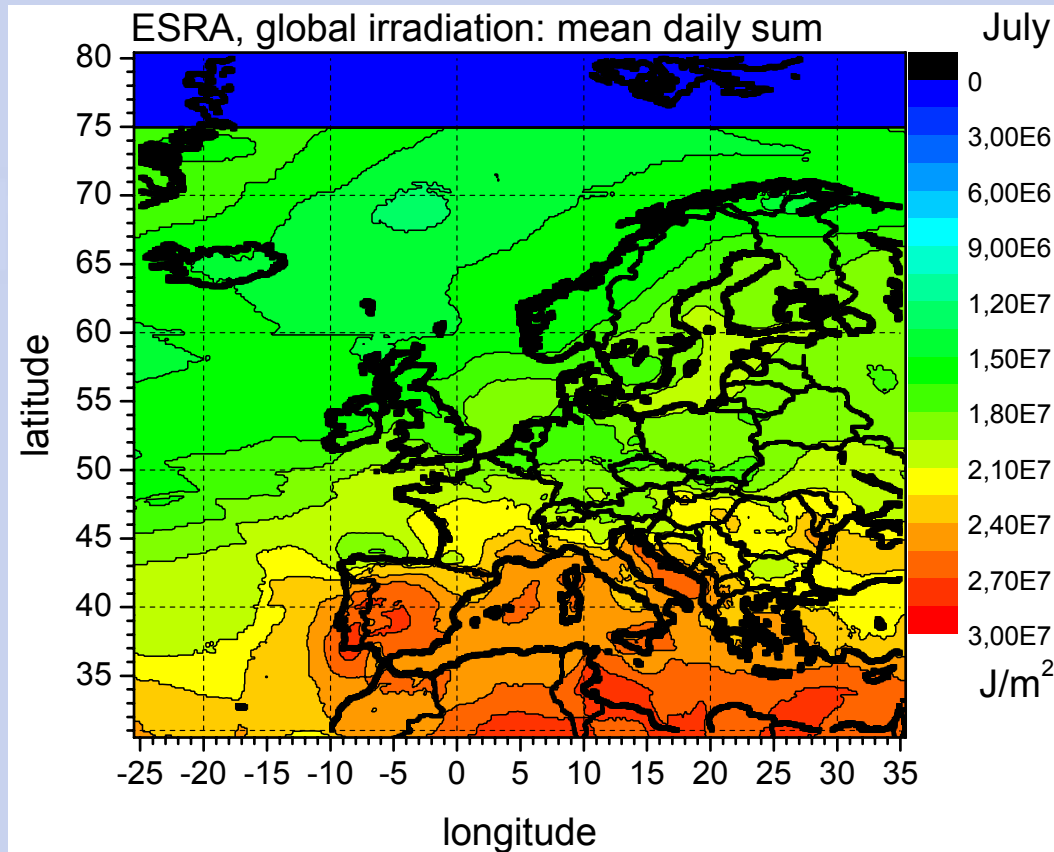 ESRA, global irradiation: mean daily sum
July
80
75
70
65
60
55
50
45
40
35
latitude
-25 -20 -15 -10 -5 0 5 10 15 20 25 30 35
longitude
0
3,00E6
6,00E6
9,00E6
1,20E7
1,50E7
1,80E7
2,10E7
2,40E7
2,70E7
3,00E7
J/m²